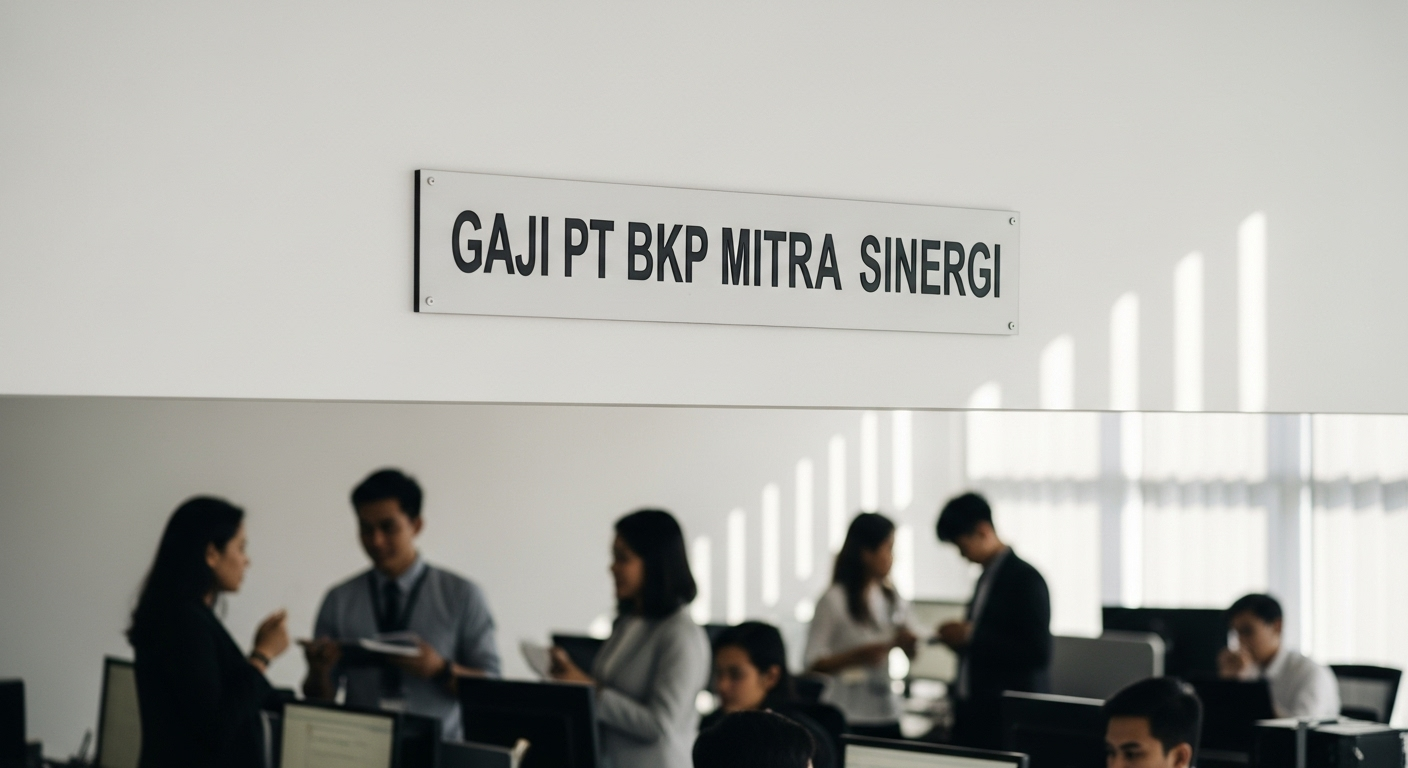 GAJI PT BKP MITRA SINERGI